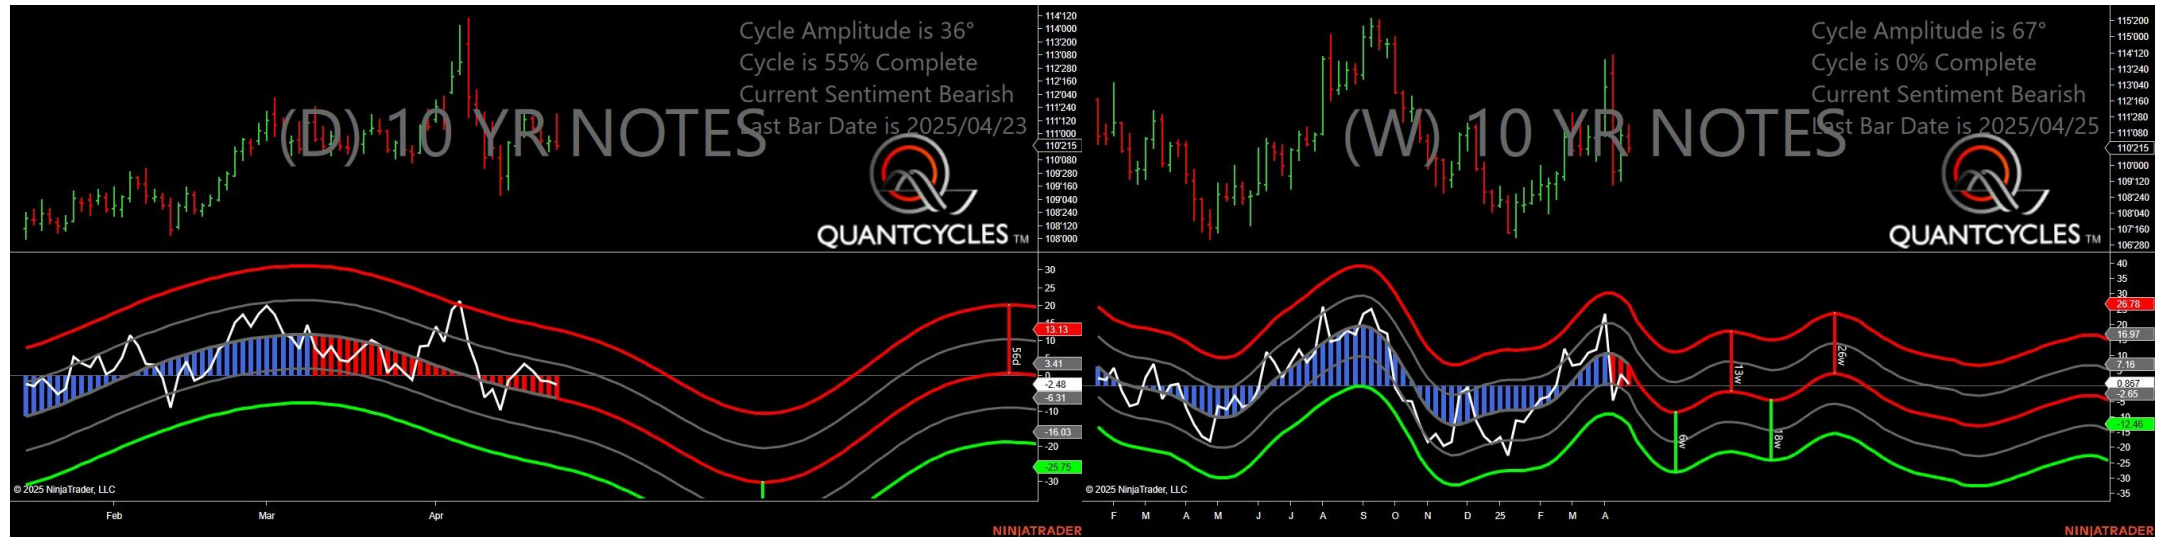 Cycle Amplitude is 36°
Cycle is 55% Complete
Current Sentiment Bearish
Last Bar Date is 2025/04/23
(D) 10 YR NOTES
QUANTCYCLES TM
114'120
114'000
113'200
113'080
112'280
112'160
112'040
111'240
111'120
111'000
110'215
110'080
109'280
109'160
109'040
108'240
108'120
108'000
30
20
13.13
10
3.41
0
-2.48
-6.31
-10
-16.03
-20
-25.75
-30
56d
© 2025 NinjaTrader, LLC
Feb Mar Apr
NINJATRADER
Cycle Amplitude is 67°
Cycle is 0% Complete
Current Sentiment Bearish
Last Bar Date is 2025/04/25
(W) 10 YR NOTES
QUANTCYCLES TM
115'200
115'000
114'120
113'240
113'040
112'160
111'280
111'080
110'215
110'000
109'120
108'240
108'040
107'160
106'280
40
35
30
26.78
20
16.97
10
7.16
0.867
-2.65
-5
-12.46
-15
-20
-25
-30
-35
13w
26w
6w
18w
© 2025 NinjaTrader, LLC
F M A M J J A S O N D 25 F M A
NINJATRADER